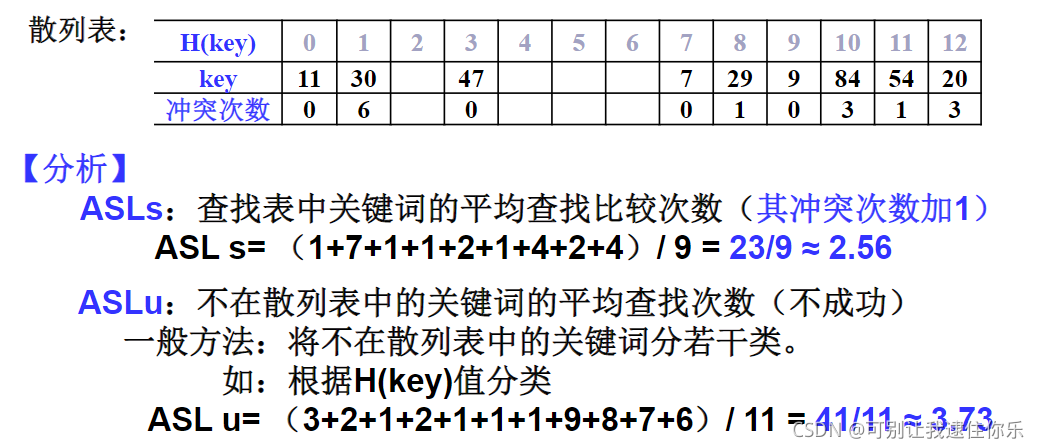 散列表：
H(key) 0 1 2 3 4 5 6 7 8 9 10 11 12
key 11 30 47 7 29 9 84 54 20
冲突次数 0 6 0 0 1 0 3 1 3
【分析】
ASLs：查找表中关键词的平均查找比较次数（其冲突次数加1）
ASL s= （1+7+1+1+2+1+4+2+4）/ 9 = 23/9 ≈ 2.56
ASLu：不在散列表中的关键词的平均查找次数（不成功）
一般方法：将不在散列表中的关键词分若干类。
如：根据H(key)值分类
ASL u= （3+2+1+2+1+1+1+9+8+7+6）/ 11 = 41/11 ≈ 3.73
CSDN @可别让我逮住你乐